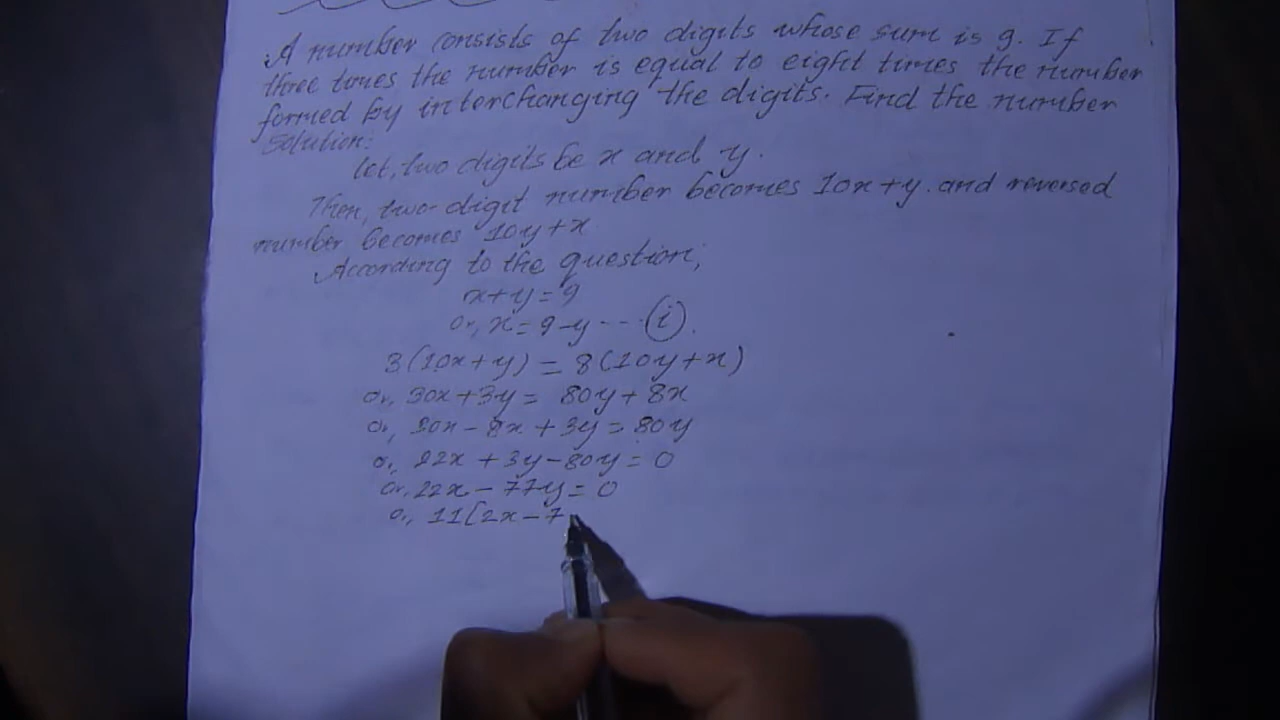 A number consists of two digits whose sum is 9. If
three times the number is equal to eight times the number
formed by interchanging the digits. Find the number
Solution:
Let, two digits be x and y.
Then, two-digit number becomes 10x+y. and reversed
number becomes 10y+x
According to the question;
x+y=9
or, x=9-y --- (i).
3(10x+y) = 8(10y+x)
or, 30x+3y = 80y+8x
or, 30x-8x+3y=80y
or, 22x+3y-80y=0
or, 22x-77y=0
or, 11[2x-7